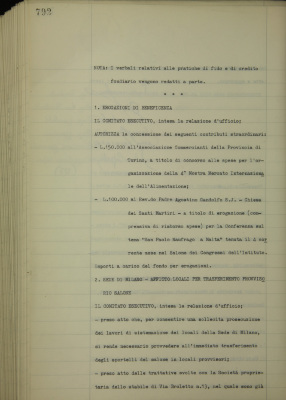 792
NOTA: I verbali relativi alle pratiche di fido e di credito
fondiario vengono redatti a parte.
* * *
1. EROGAZIONI DI BENEFICENZA
IL COMITATO ESECUTIVO, intesa la relazione d'ufficio;
AUTORIZZA la concessione dei seguenti contributi straordinari:
- L.150.000 all'Associazione Commercianti della Provincia di
Torino, a titolo di concorso alle spese per l'or-
ganizzazione della 4° Mostra Mercato Internaziona
le dell'Alimentazione;
- L.100.000 al Rev.do Padre Agostino Gandolfo S.J. - Chiesa
dei Santi Martiri - a titolo di erogazione (com-
prensiva di rimborso spese) per la Conferenza sul
tema "San Paolo Naufrago a Malta" tenuta il 4 cor
rente mese nel Salone dei Congressi dell'Istituto.
Importi a carico del fondo per erogazioni.
2. SEDE DI MILANO - AFFITTO LOCALI PER TRASFERIMENTO PROVVISO
RIO SALONE
IL COMITATO ESECUTIVO, intesa la relazione d'ufficio;
- preso atto che, per consentire una sollecita prosecuzione
dei lavori di sistemazione dei locali della Sede di Milano,
si rende necessario provvedere all'immediato trasferimento
degli sportelli del salone in locali provvisori;
- preso atto delle trattative svolte con la Società proprie-
taria dello stabile di Via Broletto n.13, nel quale sono già